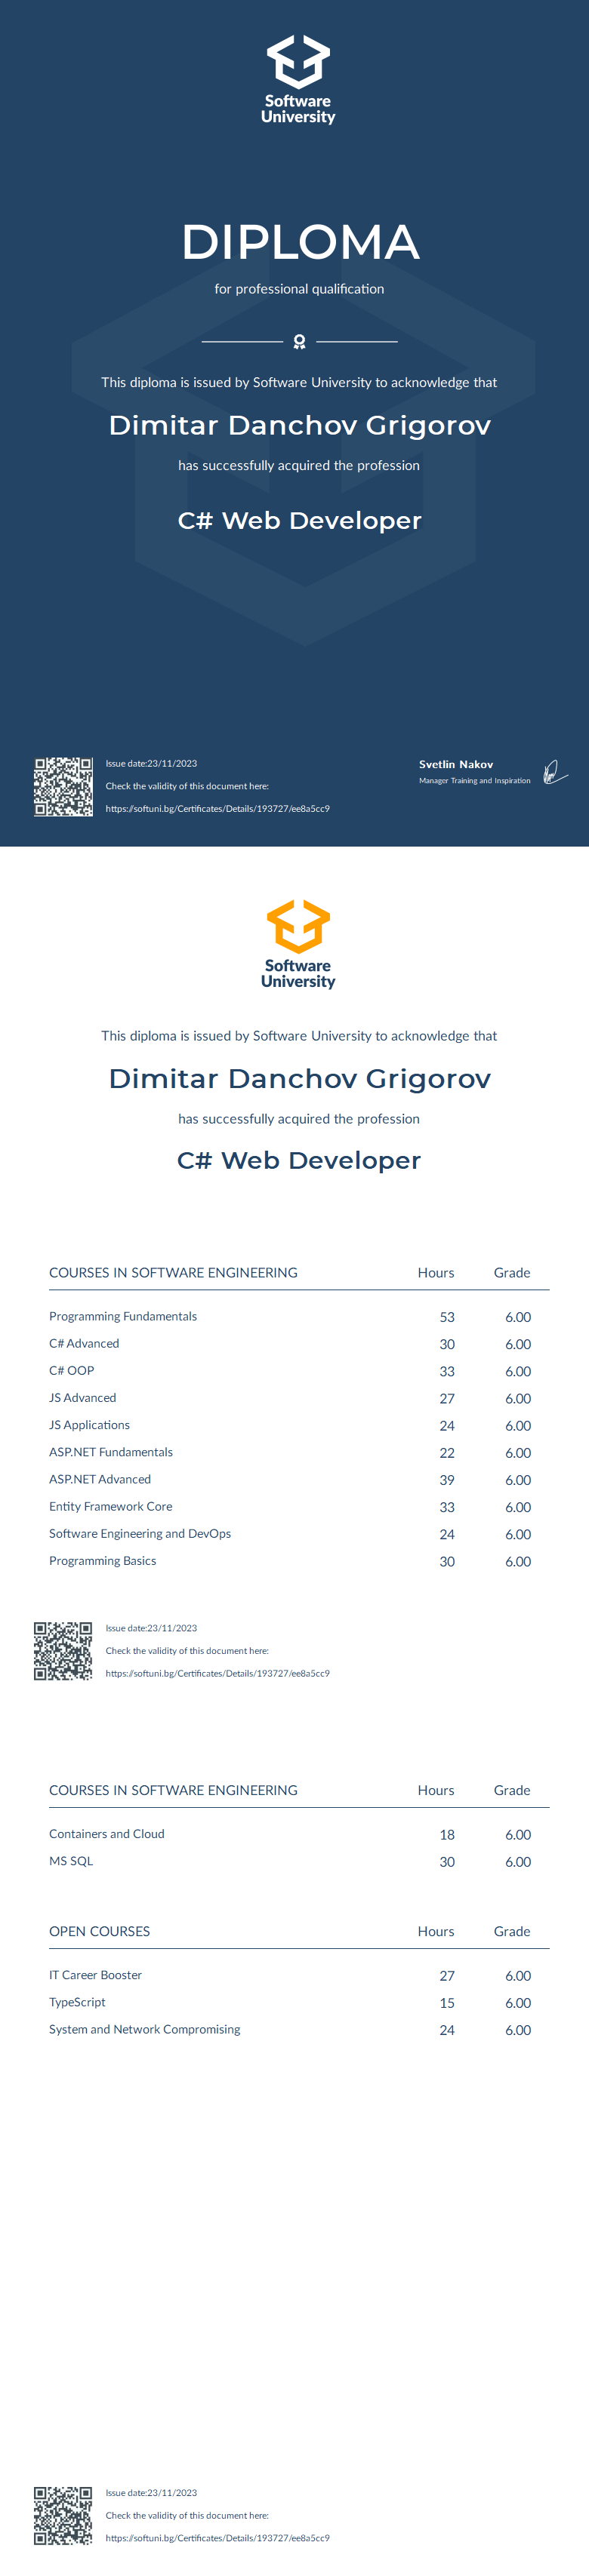 Software
University
DIPLOMA
for professional qualification
This diploma is issued by Software University to acknowledge that
Dimitar Danchov Grigorov
has successfully acquired the profession
C# Web Developer
Issue date:23/11/2023
Check the validity of this document here:
https://softuni.bg/Certificates/Details/193727/ee8a5cc9
Svetlin Nakov
Manager Training and Inspiration
Software
University
This diploma is issued by Software University to acknowledge that
Dimitar Danchov Grigorov
has successfully acquired the profession
C# Web Developer
COURSES IN SOFTWARE ENGINEERING Hours Grade
Programming Fundamentals 53 6.00
C# Advanced 30 6.00
C# OOP 33 6.00
JS Advanced 27 6.00
JS Applications 24 6.00
ASP.NET Fundamentals 22 6.00
ASP.NET Advanced 39 6.00
Entity Framework Core 33 6.00
Software Engineering and DevOps 24 6.00
Programming Basics 30 6.00
Issue date:23/11/2023
Check the validity of this document here:
https://softuni.bg/Certificates/Details/193727/ee8a5cc9
COURSES IN SOFTWARE ENGINEERING Hours Grade
Containers and Cloud 18 6.00
MS SQL 30 6.00
OPEN COURSES Hours Grade
IT Career Booster 27 6.00
TypeScript 15 6.00
System and Network Compromising 24 6.00
Issue date:23/11/2023
Check the validity of this document here:
https://softuni.bg/Certificates/Details/193727/ee8a5cc9